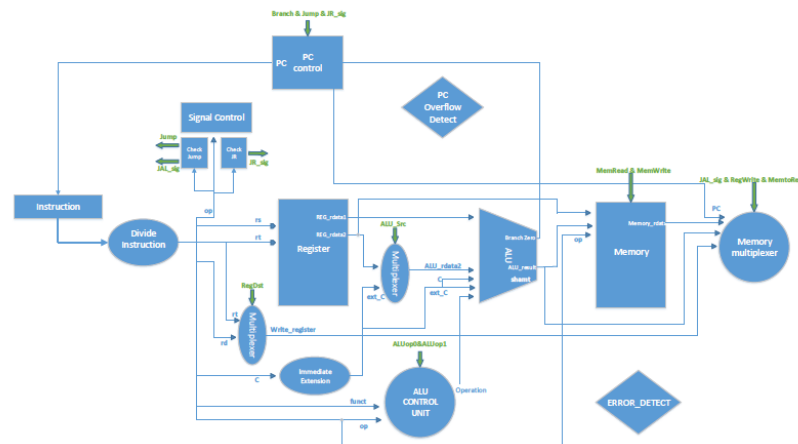 Branch & Jump & JR_sig
PC
PC
control
PC
Overflow
Detect
Signal Control
Jump
Check
Jump
Check
JR
JAL_sig
JR_sig
MemRead & MemWrite
JAL_sig & RegWrite & MemtoRe
op
Instruction
Divide
Instruction
rs
rt
REG_rdata1
REG_rdata2
Register
ALU_Src
Multiplexer
ALU_rdata2
C
ext_C
ext_C
Branch Zero
ALU
ALU_result
shamt
op
Memory_rdata
Memory
PC
Memory
multiplexer
RegDst
rt
rd
Multiplexer
Write_register
C
Immediate
Extension
ALUop0&ALUop1
ALU
CONTROL
UNIT
Operation
funct
op
ERROR_DETECT